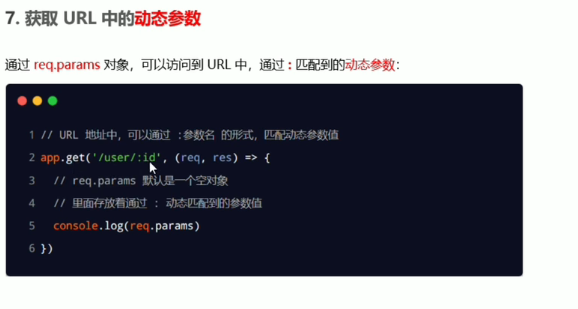 7. 获取 URL 中的动态参数
通过 req.params 对象，可以访问到 URL 中，通过 : 匹配到的动态参数：
1 // URL 地址中，可以通过 :参数名 的形式，匹配动态参数值
2 app.get('/user/:id', (req, res) => {
3 // req.params 默认是一个空对象
4 // 里面存放着通过 : 动态匹配到的参数值
5 console.log(req.params)
6 })